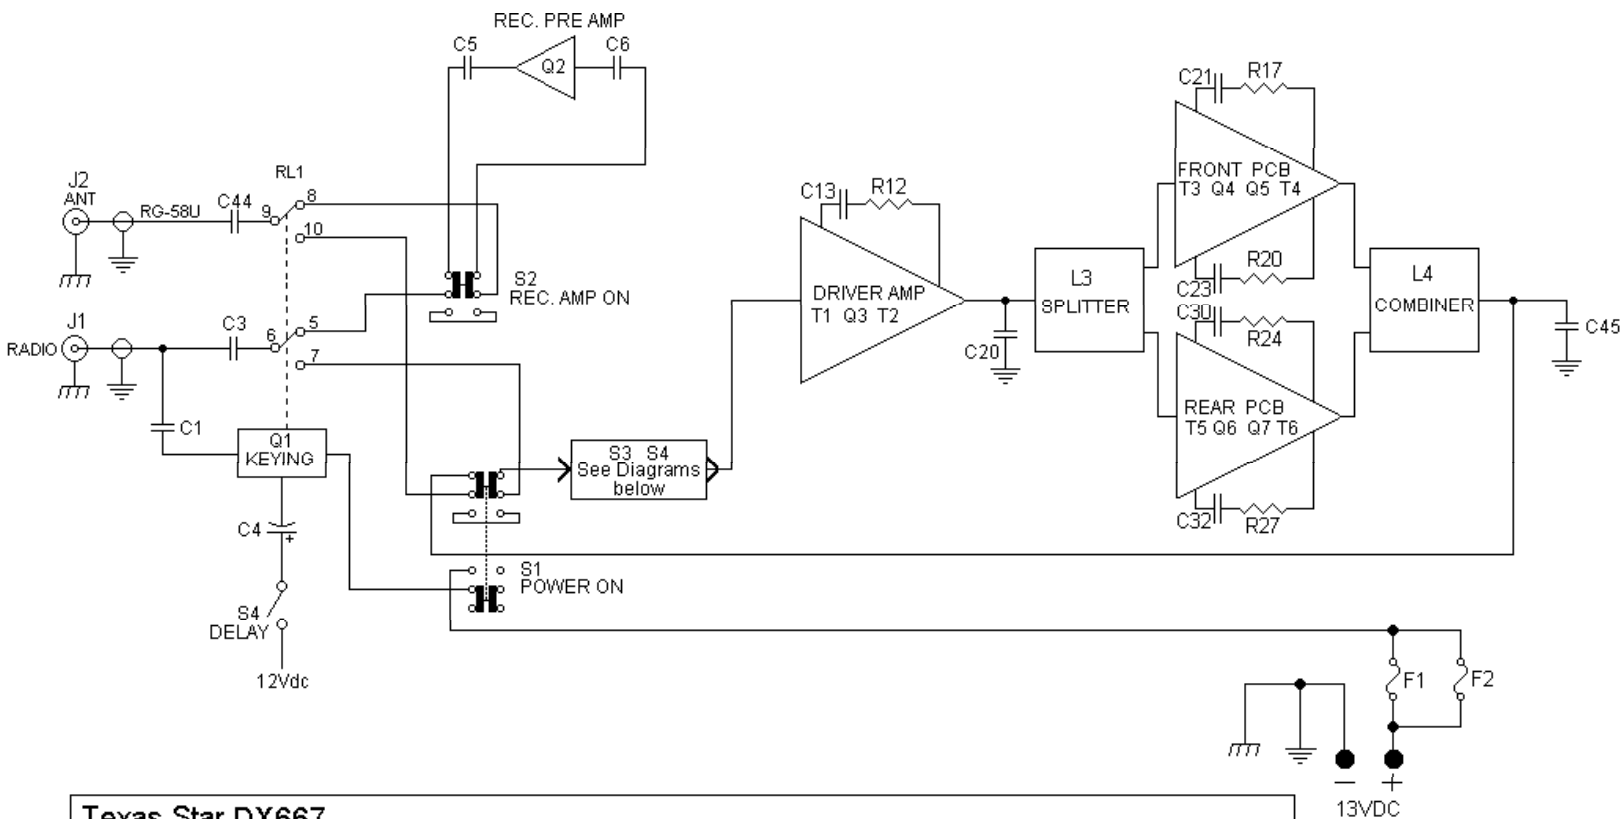 REC. PRE AMP
C5
Q2
C6
C21
R17
FRONT PCB
T3 Q4 Q5 T4
J2
ANT
RG-58U
C44
RL1
9
8
10
C13
R12
C23
R20
S2
REC. AMP ON
DRIVER AMP
T1 Q3 T2
L3
SPLITTER
L4
COMBINER
C30
R24
J1
RADIO
C3
6
5
7
C20
C45
REAR PCB
T5 Q6 Q7 T6
C1
Q1
KEYING
S3 S4
See Diagrams
below
C32
R27
C4
+
S1
POWER ON
S4
DELAY
12Vdc
F1
F2
− +
13VDC
Texas Star DX667